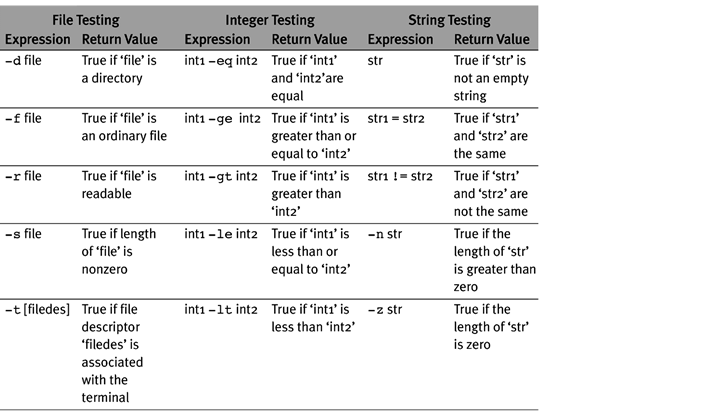 File Testing Integer Testing String Testing
Expression Return Value Expression Return Value Expression Return Value
–d file True if ‘file’ is int1 –eq int2 True if ‘int1’ str True if ‘str’ is
a directory and ‘int2’are not an empty
equal string
–f file True if ‘file’ is int1 –ge int2 True if ‘int1’ is str1 = str2 True if ‘str1’
an ordinary file greater than or and ‘str2’ are
equal to ‘int2’ the same
–r file True if ‘file’ is int1 –gt int2 True if ‘int1’ is str1 != str2 True if ‘str1’
readable greater than and ‘str2’ are
‘int2’ not the same
–s file True if length int1 –le int2 True if ‘int1’ is –n str True if the
of ‘file’ is less than or length of ‘str’
nonzero equal to ‘int2’ is greater than
zero
–t[filedes] True if file int1 –lt int2 True if ‘int1’ is –z str True if the
descriptor less than ‘int2’ length of ‘str’
‘filedes’ is is zero
associated
with the
terminal